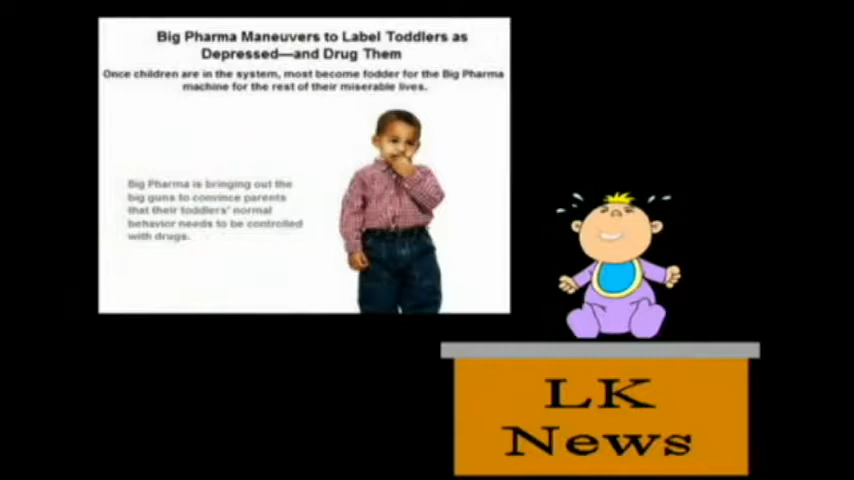 Big Pharma Maneuvers to Label Toddlers as
Depressed—and Drug Them
Once children are in the system, most become fodder for the Big Pharma
machine for the rest of their miserable lives.
Big Pharma is bringing out the
big guns to convince parents
that their toddlers' normal
behavior needs to be controlled
with drugs.
LK
News